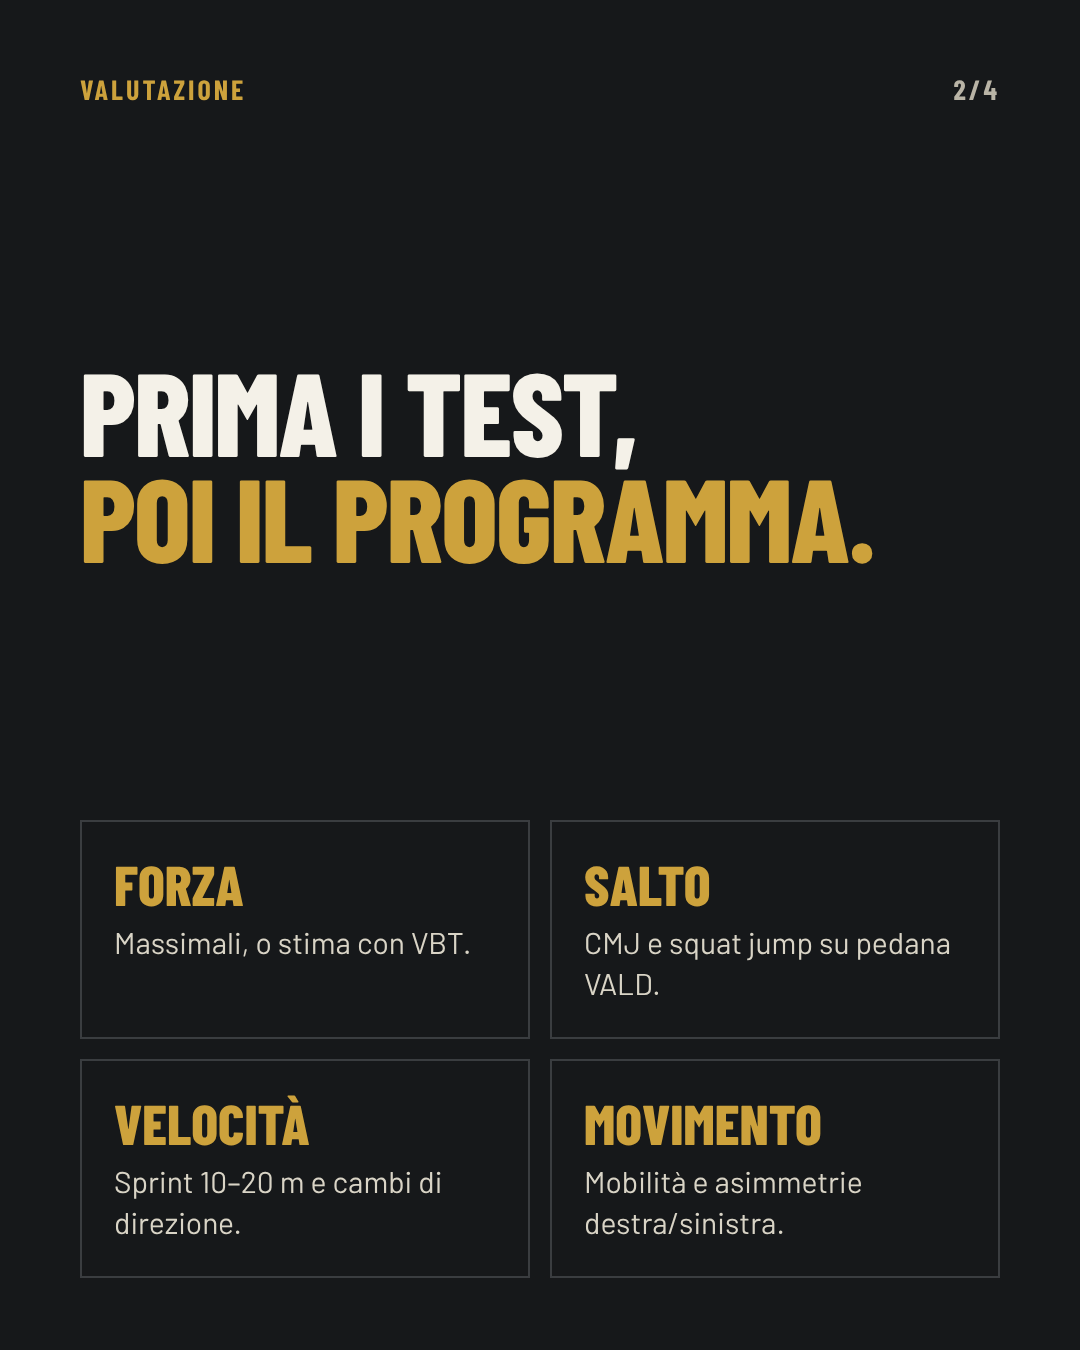 VALUTAZIONE
2/4
PRIMA I TEST,
POI IL PROGRAMMA.
FORZA
Massimali, o stima con VBT.
SALTO
CMJ e squat jump su pedana
VALD.
VELOCITÀ
Sprint 10–20 m e cambi di
direzione.
MOVIMENTO
Mobilità e asimmetrie
destra/sinistra.